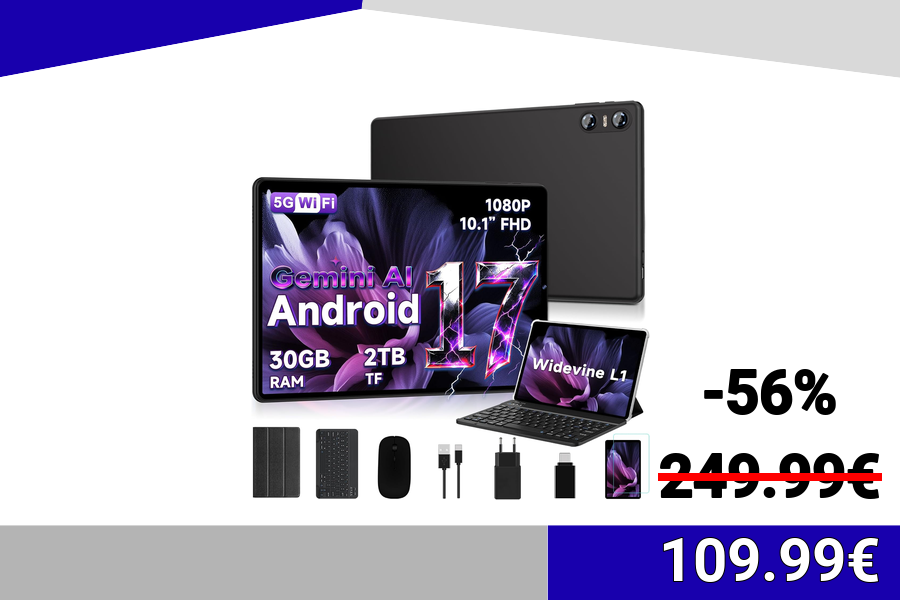 5G WiFi
1080P
10.1” FHD
Gemini AI
Android 17
30GB
RAM
2TB
TF
Widevine L1
-56%
249.99€
109.99€